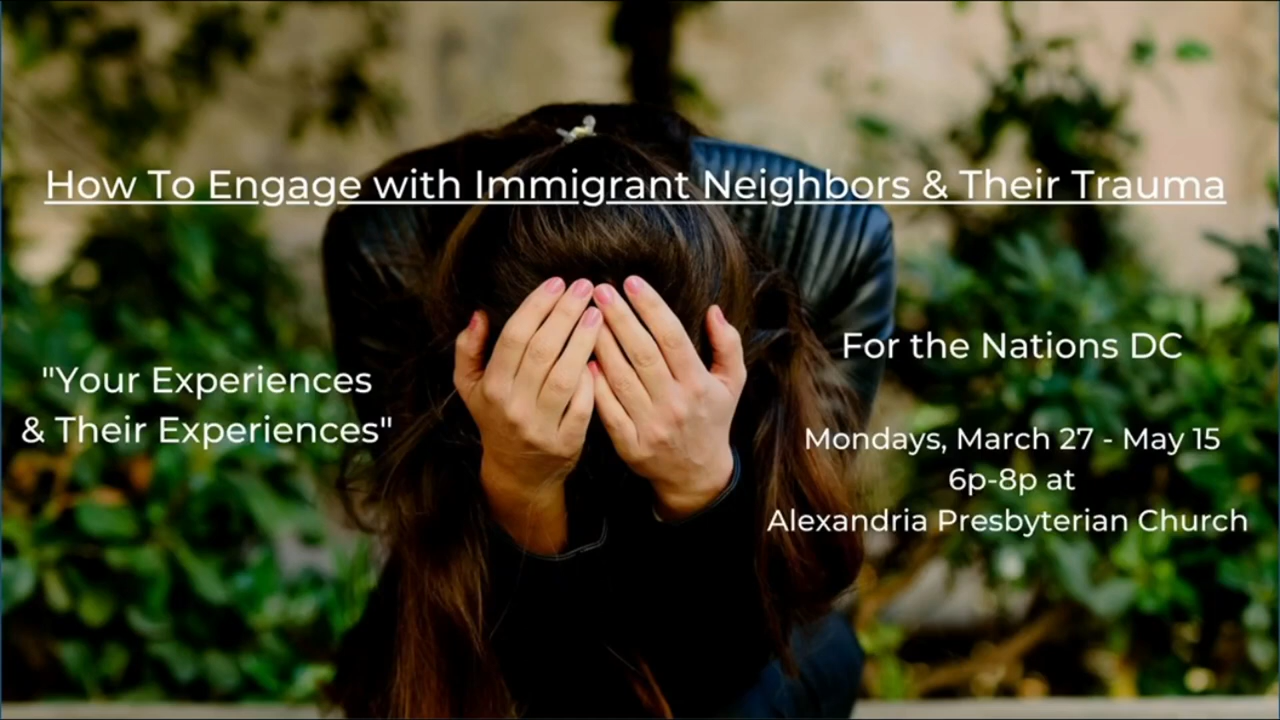 How To Engage with Immigrant Neighbors & Their Trauma
"Your Experiences
& Their Experiences"
For the Nations DC
Mondays, March 27 - May 15
6p-8p at
Alexandria Presbyterian Church